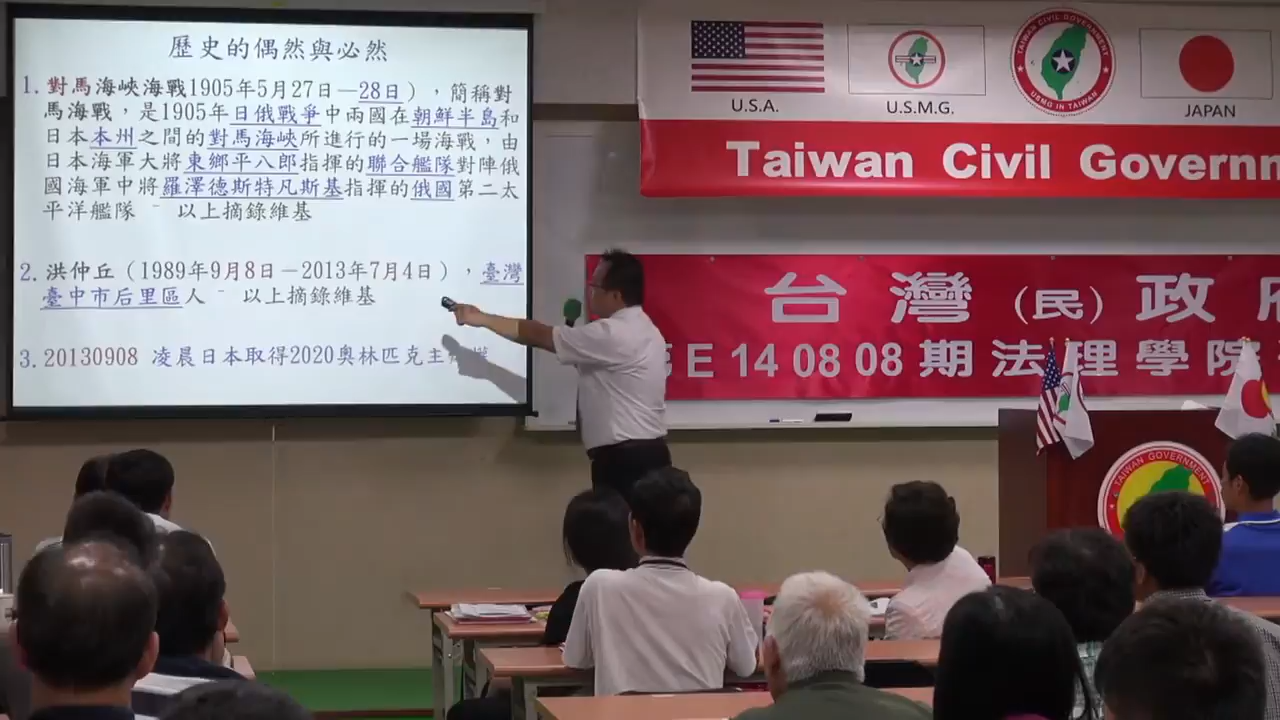 歷史的偶然與必然
1. 對馬海峽海戰1905年5月27日—28日），簡稱對
馬海戰，是1905年日俄戰爭中兩國在朝鮮半島和
日本本州之間的對馬海峽所進行的一場海戰，由
日本海軍大將東鄉平八郎指揮的聯合艦隊對陣俄
國海軍中將羅澤德斯特凡斯基指揮的俄國第二太
平洋艦隊 - 以上摘錄維基
2. 洪仲丘（1989年9月8日－2013年7月4日），臺灣
臺中市后里區人 - 以上摘錄維基
3. 20130908 凌晨日本取得2020奧林匹克主
U.S.A.
U.S.M.G.
TAIWAN CIVIL GOVERNMENT
USMG IN TAIWAN
JAPAN
Taiwan Civil Governm
台灣（民）政府
E 14 08 08 期法理學院
TAIWAN GOVERNMENT